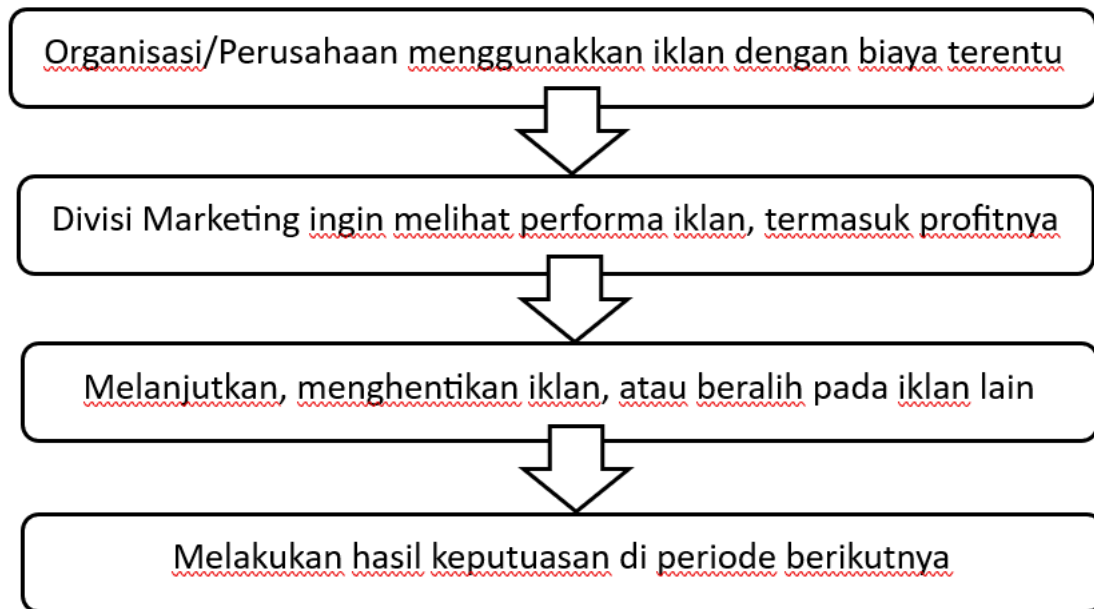 Organisasi/Perusahaan menggunakkan iklan dengan biaya terentu
Divisi Marketing ingin melihat performa iklan, termasuk profitnya
Melanjutkan, menghentikan iklan, atau beralih pada iklan lain
Melakukan hasil keputuasan di periode berikutnya